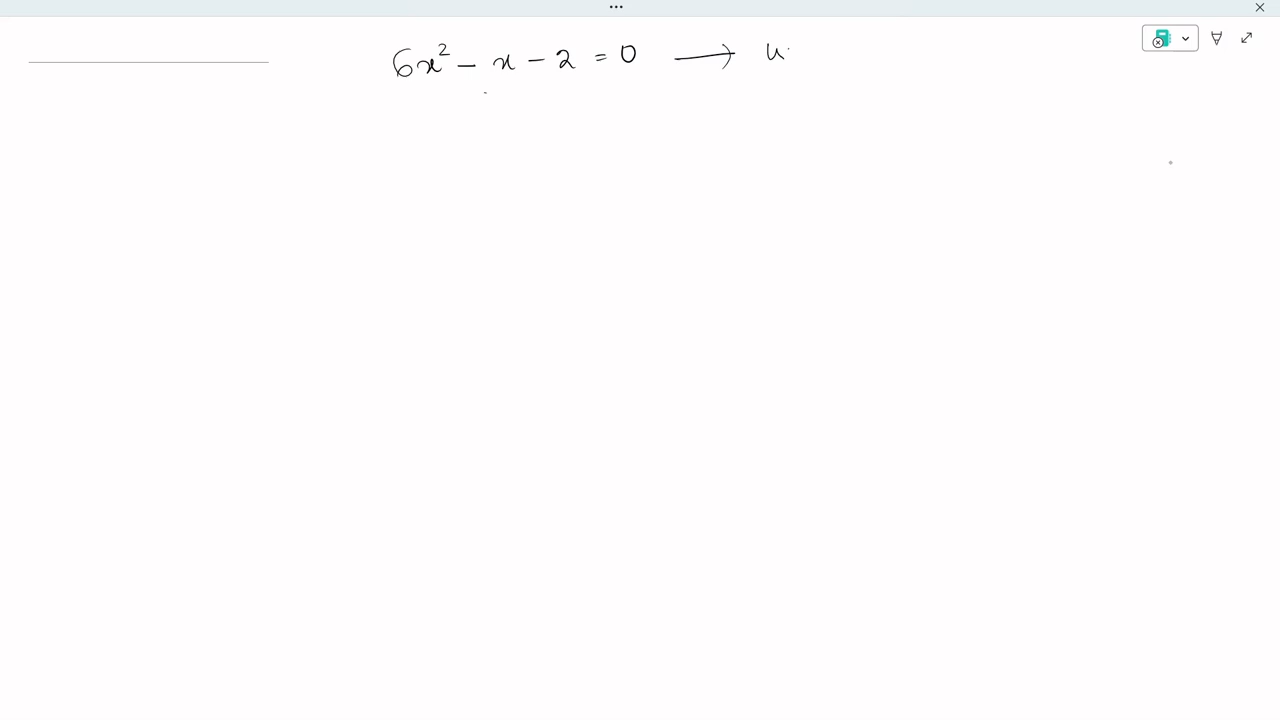 6x² − x − 2 = 0 ⟶ u